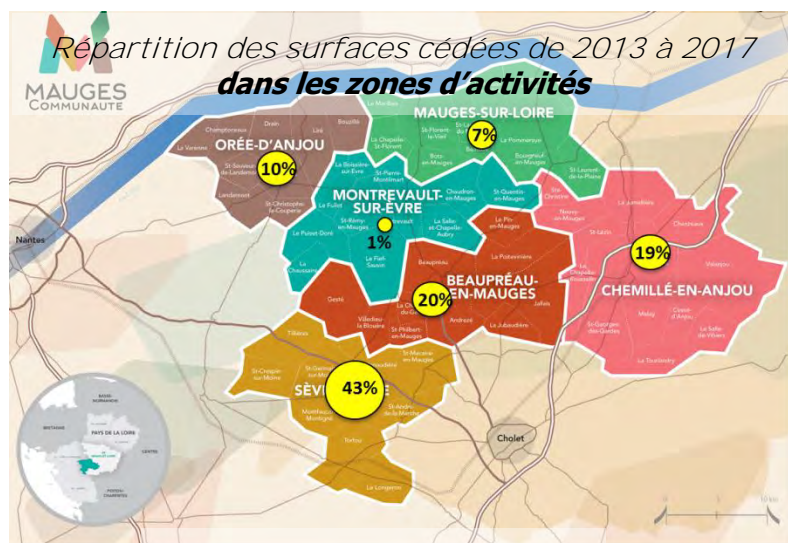 Répartition des surfaces cédées de 2013 à 2017
dans les zones d'activités
MAUGES
COMMUNAUTÉ
MAUGES-SUR-LOIRE
7%
La Chapelle-
St-Florent
St-Florent-
le-Vieil
La Pommeraye
Botz-
en-Mauges
Bourgneuf-
en-Mauges
St-Laurent-
de-la-Plaine
ORÉE-D'ANJOU
10%
Champtoceaux
Drain
Liré
Bouzillé
La Varenne
St-Sauveur-
de-Landemont
Landemont
St-Christophe-
la-Couperie
MONTREVAULT-
SUR-ÈVRE
1%
La Boissière-
sur-Èvre
St-Pierre-
Montlimart
Chaudron-
en-Mauges
St-Quentin-
en-Mauges
Le Fuilet
St-Rémy-
en-Mauges
La Salle-
et-Chapelle-
Aubry
Le Puiset-Doré
Le Fief-
Sauvin
La
Chaussaire
BEAUPRÉAU-
EN-MAUGES
20%
Le Pin-
en-Mauges
Beaupréau
La Poitevinière
Gesté
Jallais
Villedieu-
la-Blouère
Andrezé
St-Philbert-
en-Mauges
La Jubaudière
CHEMILLÉ-EN-ANJOU
19%
Ste-
Christine
Neuvy-
en-Mauges
La Jumellière
St-Lézin
Chanzeaux
Valanjou
St-Georges-
des-Gardes
Melay
Cossé-
d'Anjou
La Salle-
de-Vihiers
La Tourlandry
43%
Tillières
St-Crespin-
sur-Moine
St-Macaire-
en-Mauges
St-André-
de-la-Marche
Montfaucon-
Montigné
Torfou
Le Longeron
Nantes
Cholet
BASSE-
NORMANDIE
BRETAGNE
PAYS DE LA LOIRE
CENTRE
POITOU-
CHARENTES
0
5
10 km